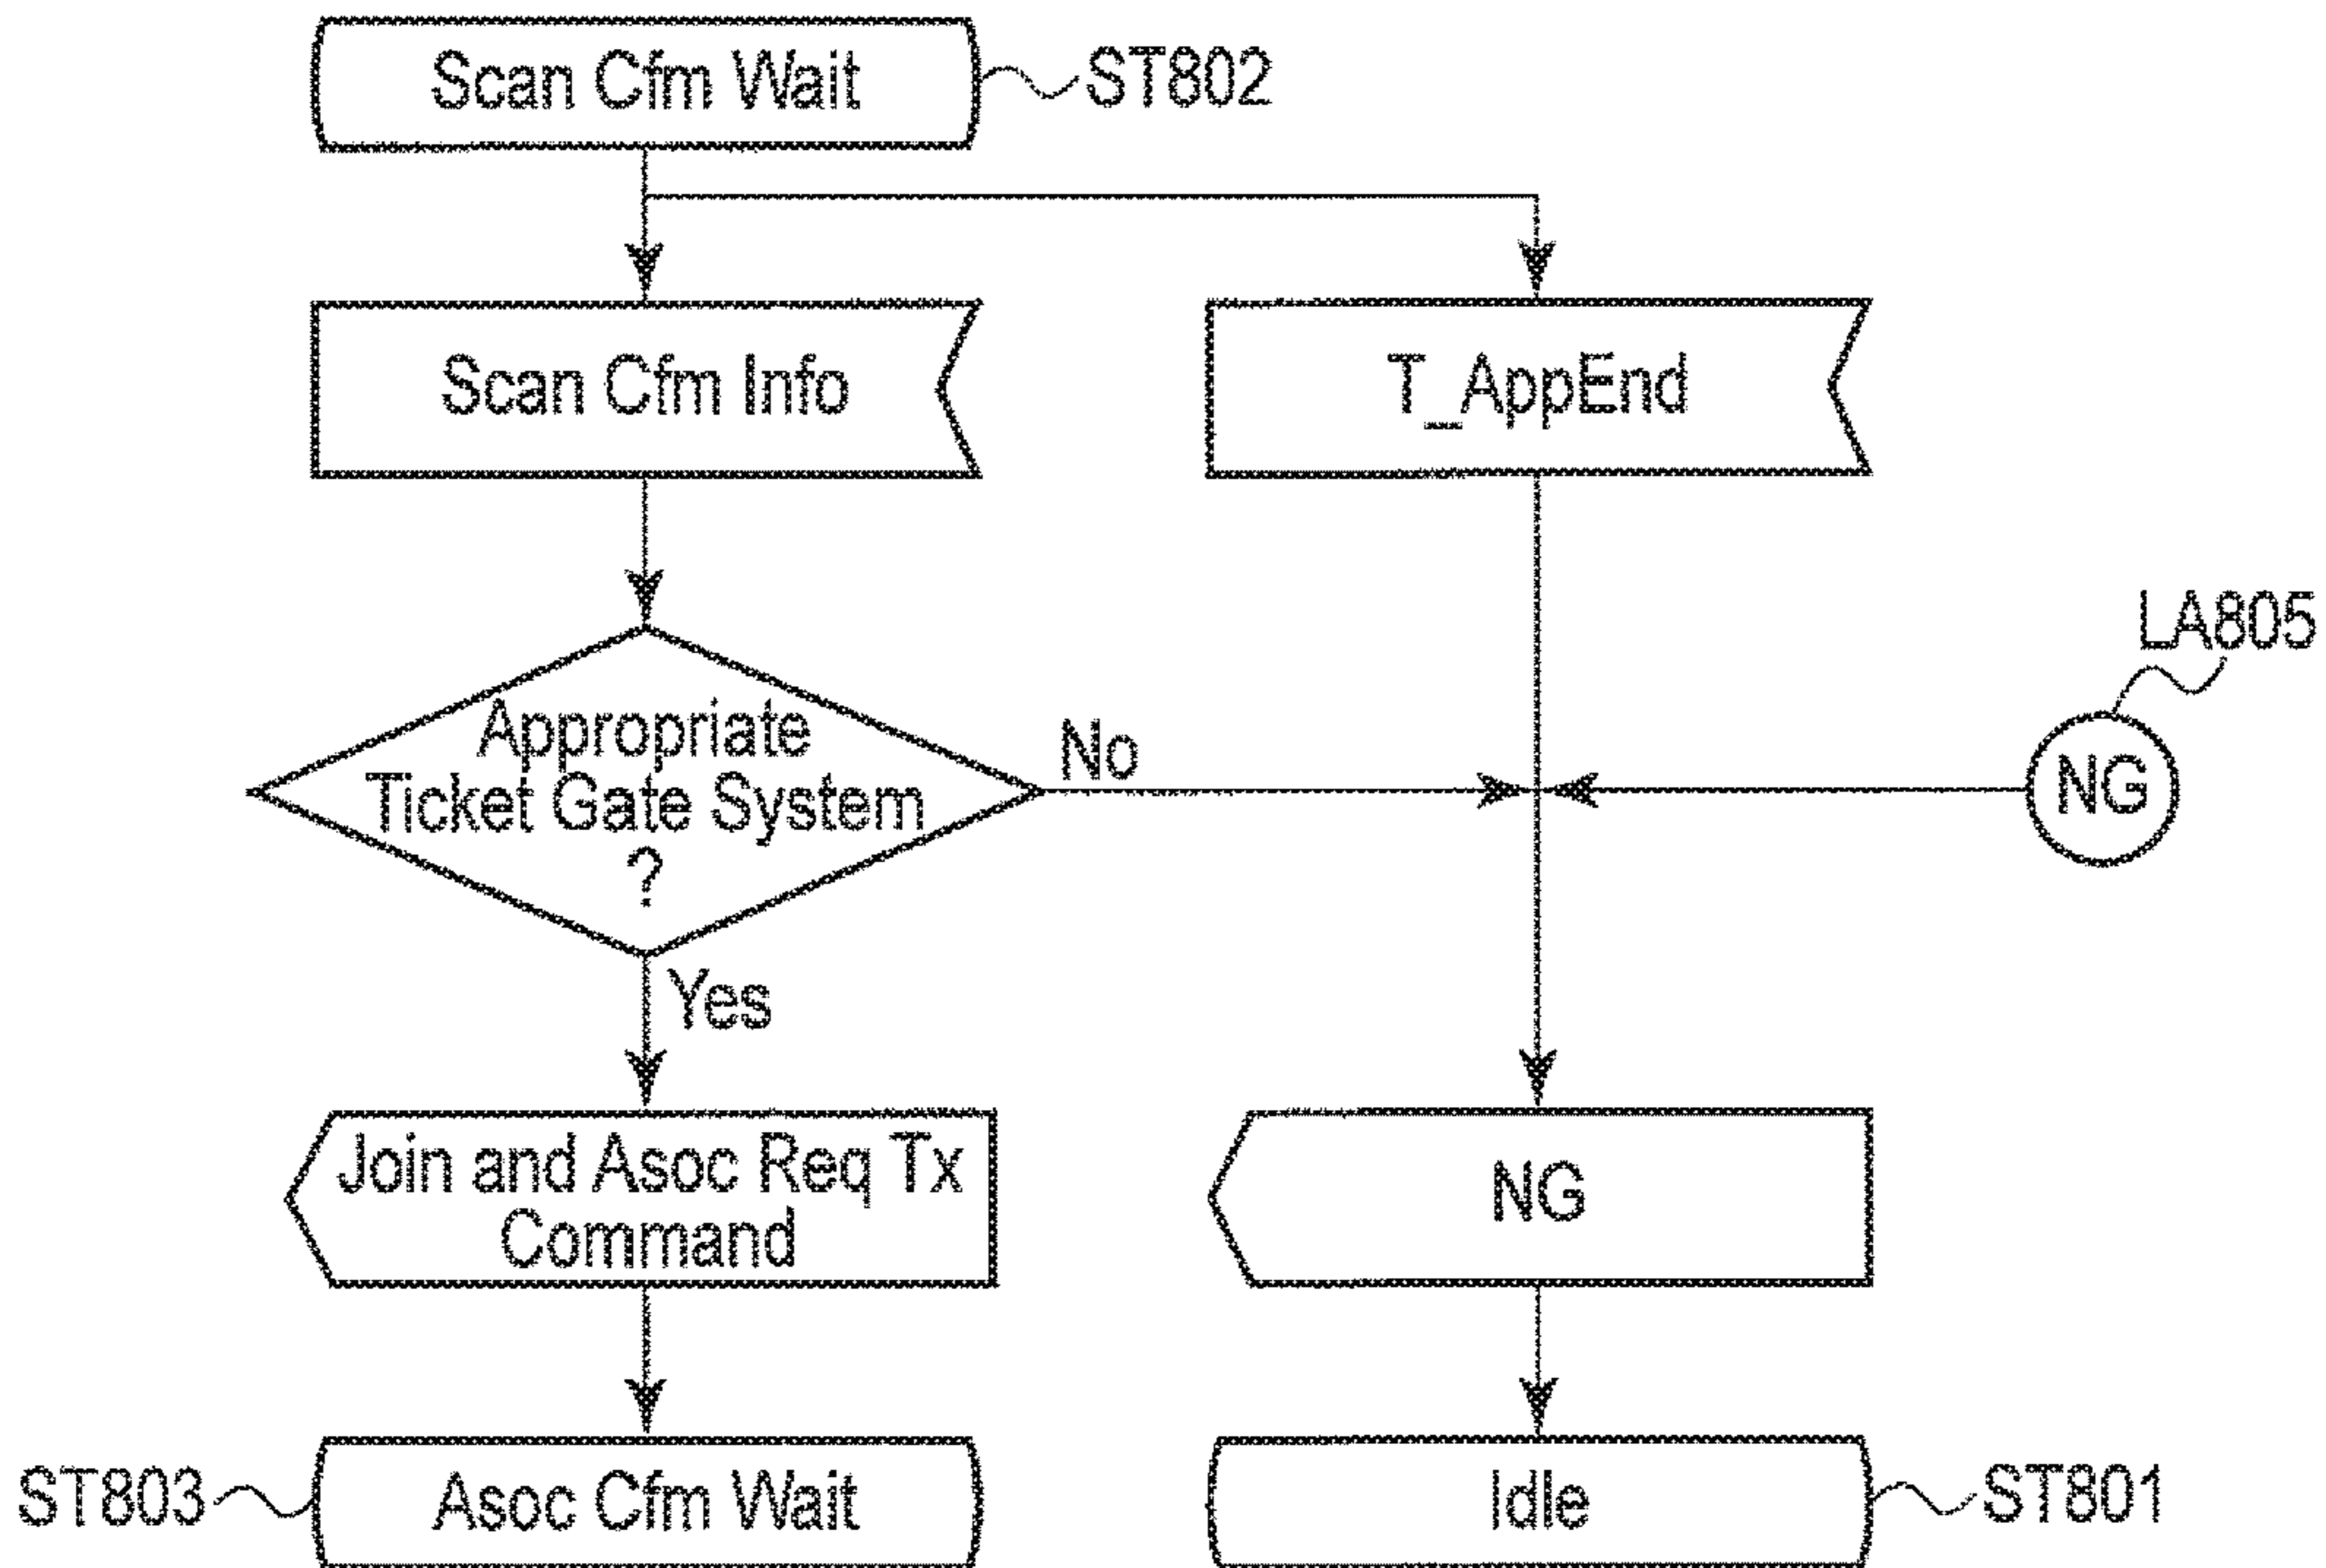 Scan Cfm Wait
ST802
Scan Cfm Info
T_AppEnd
LA805
Appropriate
Ticket Gate System
?
No
NG
Yes
Join and Asoc Req Tx
Command
NG
ST803
Asoc Cfm Wait
Idle
ST801